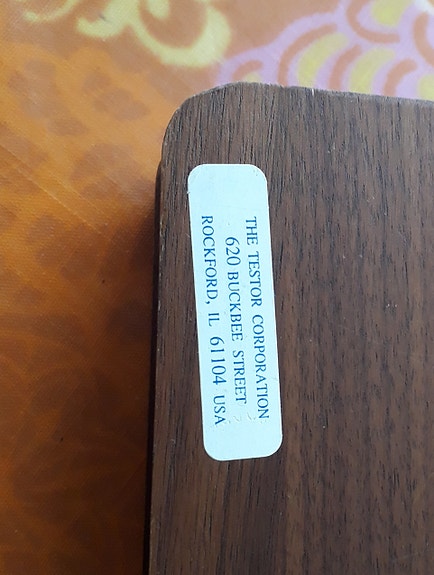 THE TESTOR CORPORATION
620 BUCKBEE STREET
ROCKFORD, IL 61104 USA